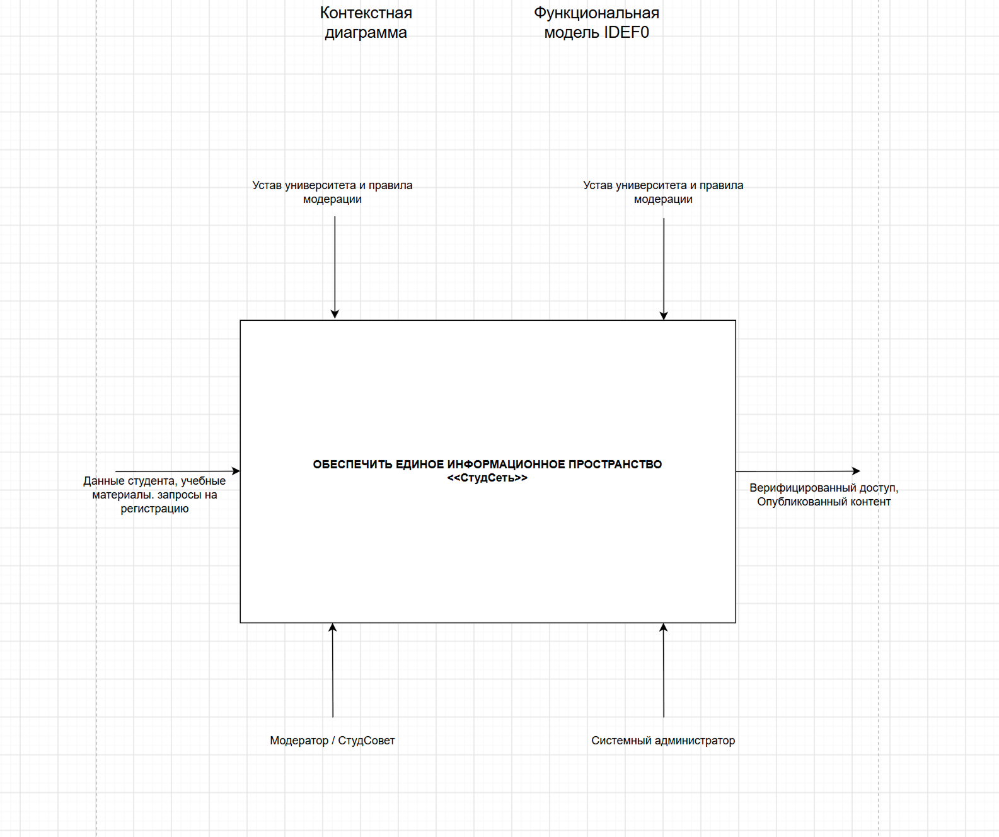 Контекстная
диаграмма
Функциональная
модель IDEF0
Устав университета и правила
модерации
Устав университета и правила
модерации
ОБЕСПЕЧИТЬ ЕДИНОЕ ИНФОРМАЦИОННОЕ ПРОСТРАНСТВО
<<СтудСеть>>
Данные студента, учебные
материалы. запросы на
регистрацию
Верифицированный доступ,
Опубликованный контент
Модератор / СтудСовет
Системный администратор